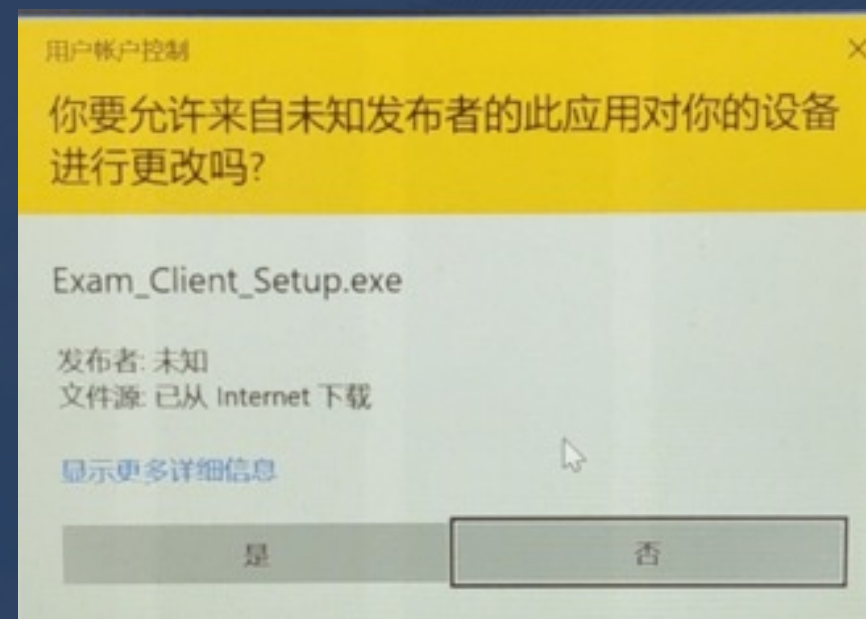 用户帐户控制
你要允许来自未知发布者的此应用对你的设备
进行更改吗?
Exam_Client_Setup.exe
发布者: 未知
文件源: 已从 Internet 下载
显示更多详细信息
是
否